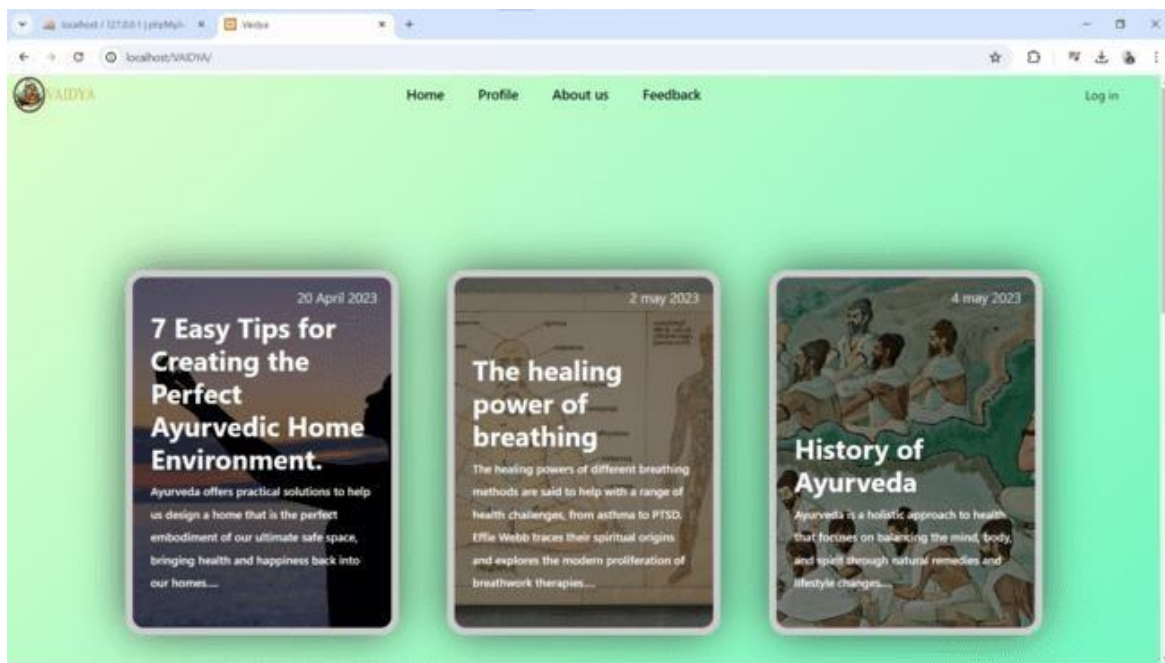 localhost / 127.0.0.1 | phpMyA
Vaidya
localhost/VAIDYA/
VAIDYA
Home Profile About us Feedback Log in
20 April 2023
7 Easy Tips for
Creating the
Perfect
Ayurvedic Home
Environment.
Ayurveda offers practical solutions to help
us design a home that is the perfect
embodiment of our ultimate safe space,
bringing health and happiness back into
our homes....
2 may 2023
The healing
power of
breathing
The healing powers of different breathing
methods are said to help with a range of
health challenges, from asthma to PTSD.
Effie Webb traces their spiritual origins
and explores the modern proliferation of
breathwork therapies....
4 may 2023
History of
Ayurveda
Ayurveda is a holistic approach to health
that focuses on balancing the mind, body,
and spirit through natural remedies and
lifestyle changes....